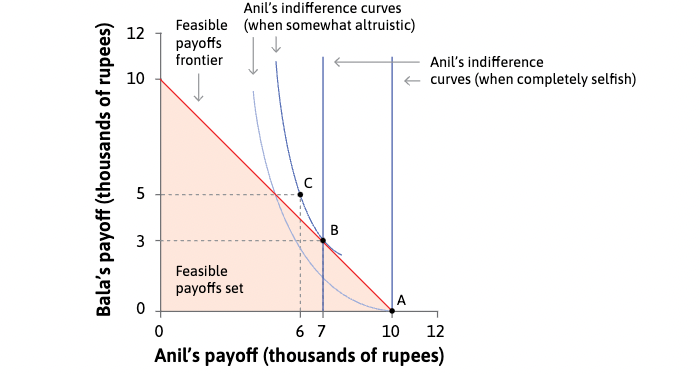 Anil’s indifference curves
(when somewhat altruistic)
Feasible
payoffs
frontier
Anil’s indifference
curves (when completely selfish)
Bala’s payoff (thousands of rupees)
12
10
5
3
0
C
B
A
Feasible
payoffs set
0
6
7
10
12
Anil’s payoff (thousands of rupees)